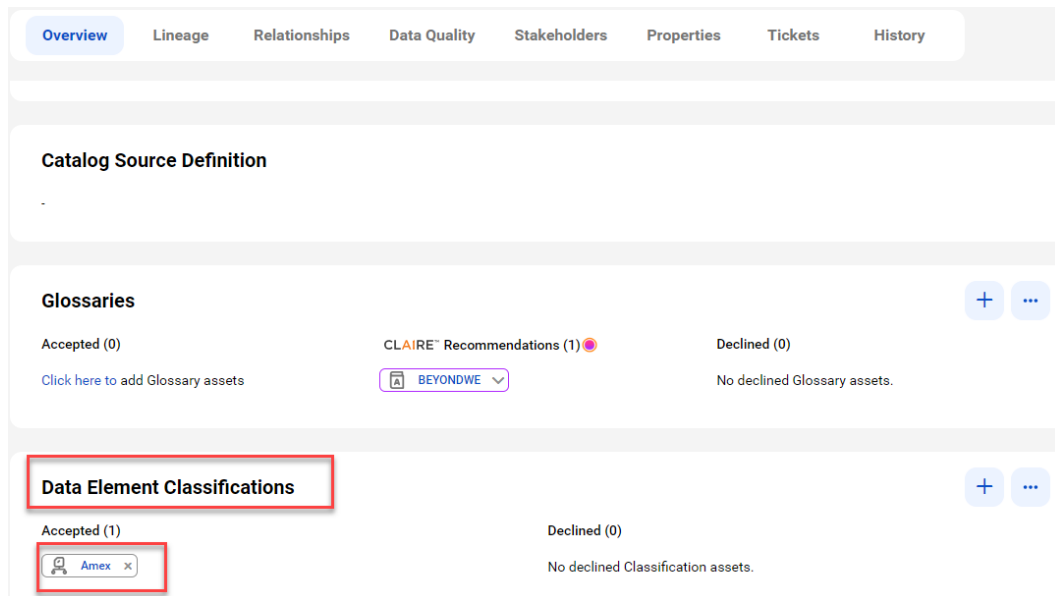 Overview Lineage Relationships Data Quality Stakeholders Properties Tickets History
Catalog Source Definition
-
Glossaries
Accepted (0) CLAIRE™ Recommendations (1) Declined (0)
Click here to add Glossary assets BEYONDWE No declined Glossary assets.
Data Element Classifications
Accepted (1) Declined (0)
Amex × No declined Classification assets.